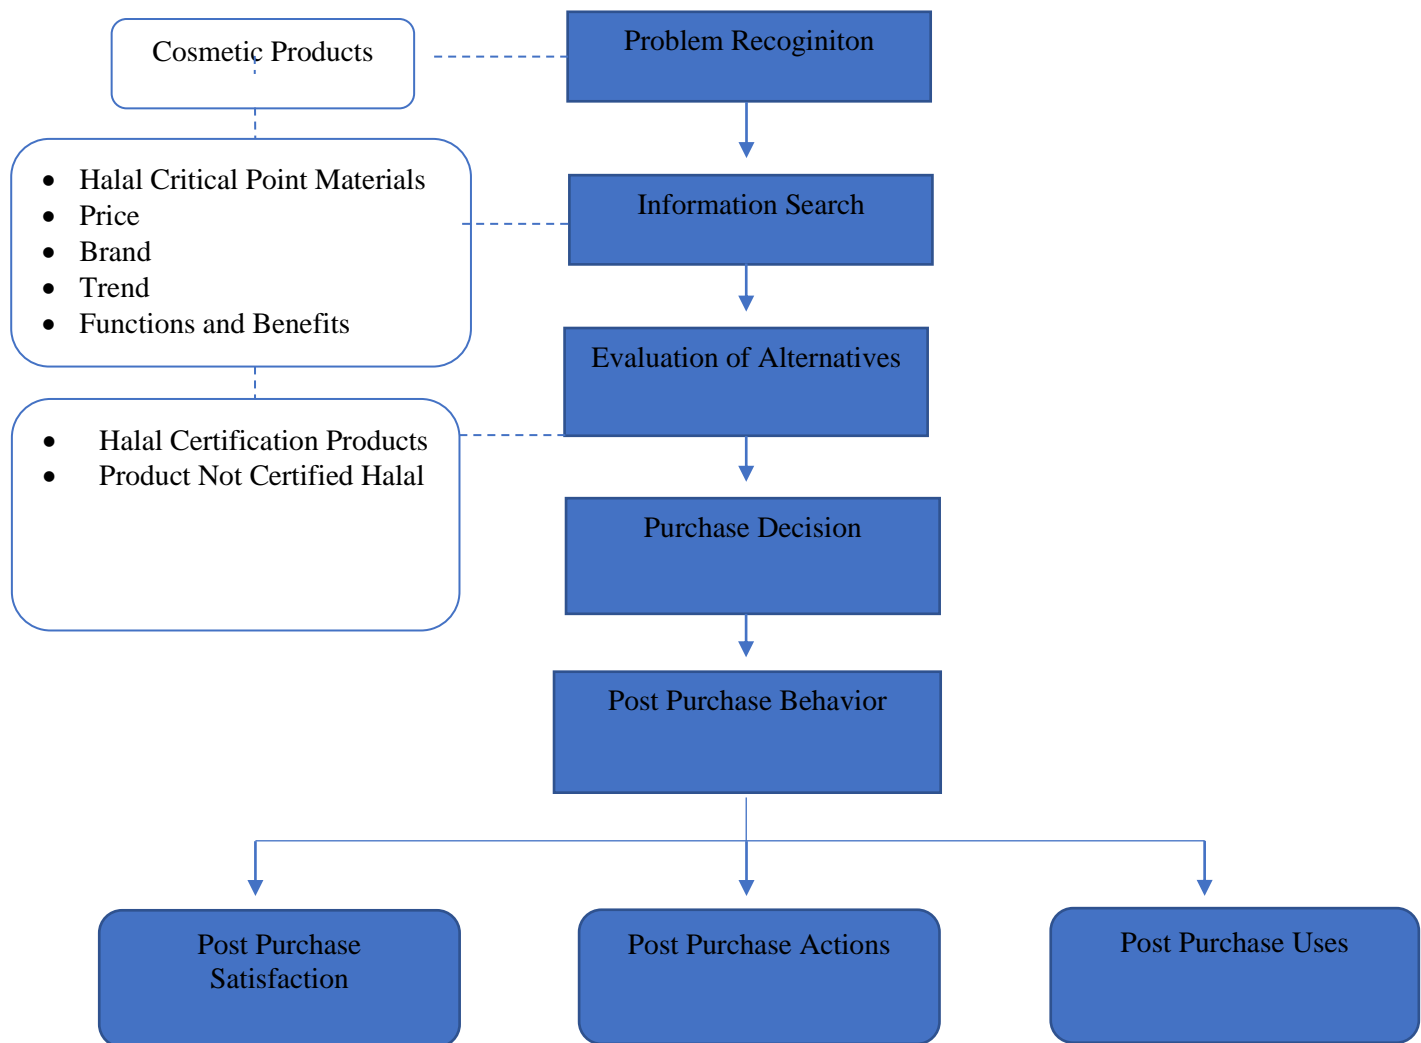 Cosmetic Products
Problem Recoginiton
• Halal Critical Point Materials
• Price
• Brand
• Trend
• Functions and Benefits
Information Search
Evaluation of Alternatives
• Halal Certification Products
• Product Not Certified Halal
Purchase Decision
Post Purchase Behavior
Post Purchase
Satisfaction
Post Purchase Actions
Post Purchase Uses